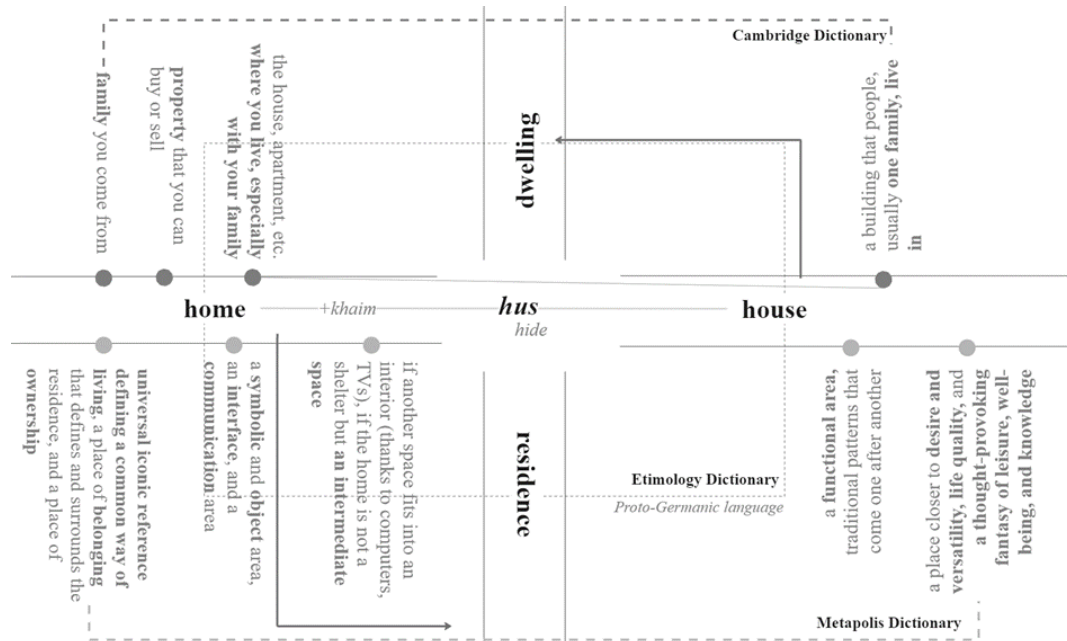 Cambridge Dictionary
family you come from
property that you can
buy or sell
the house, apartment, etc.
where you live, especially
with your family
dwelling
a building that people,
usually one family, live
in
home
+khaim
hus
hide
house
universal iconic reference
defining a common way of
living, a place of belonging
that defines and surrounds the
residence, and a place of
ownership
a symbolic and object area,
an interface, and a
communication area
if another space fits into an
interior (thanks to computers,
TVs), if the home is not a
shelter but an intermediate
space
residence
Etimology Dictionary
Proto-Germanic language
a functional area,
traditional patterns that
come one after another
a place closer to desire and
versatility, life quality, and
a thought-provoking
fantasy of leisure, well-
being, and knowledge
Metapolis Dictionary